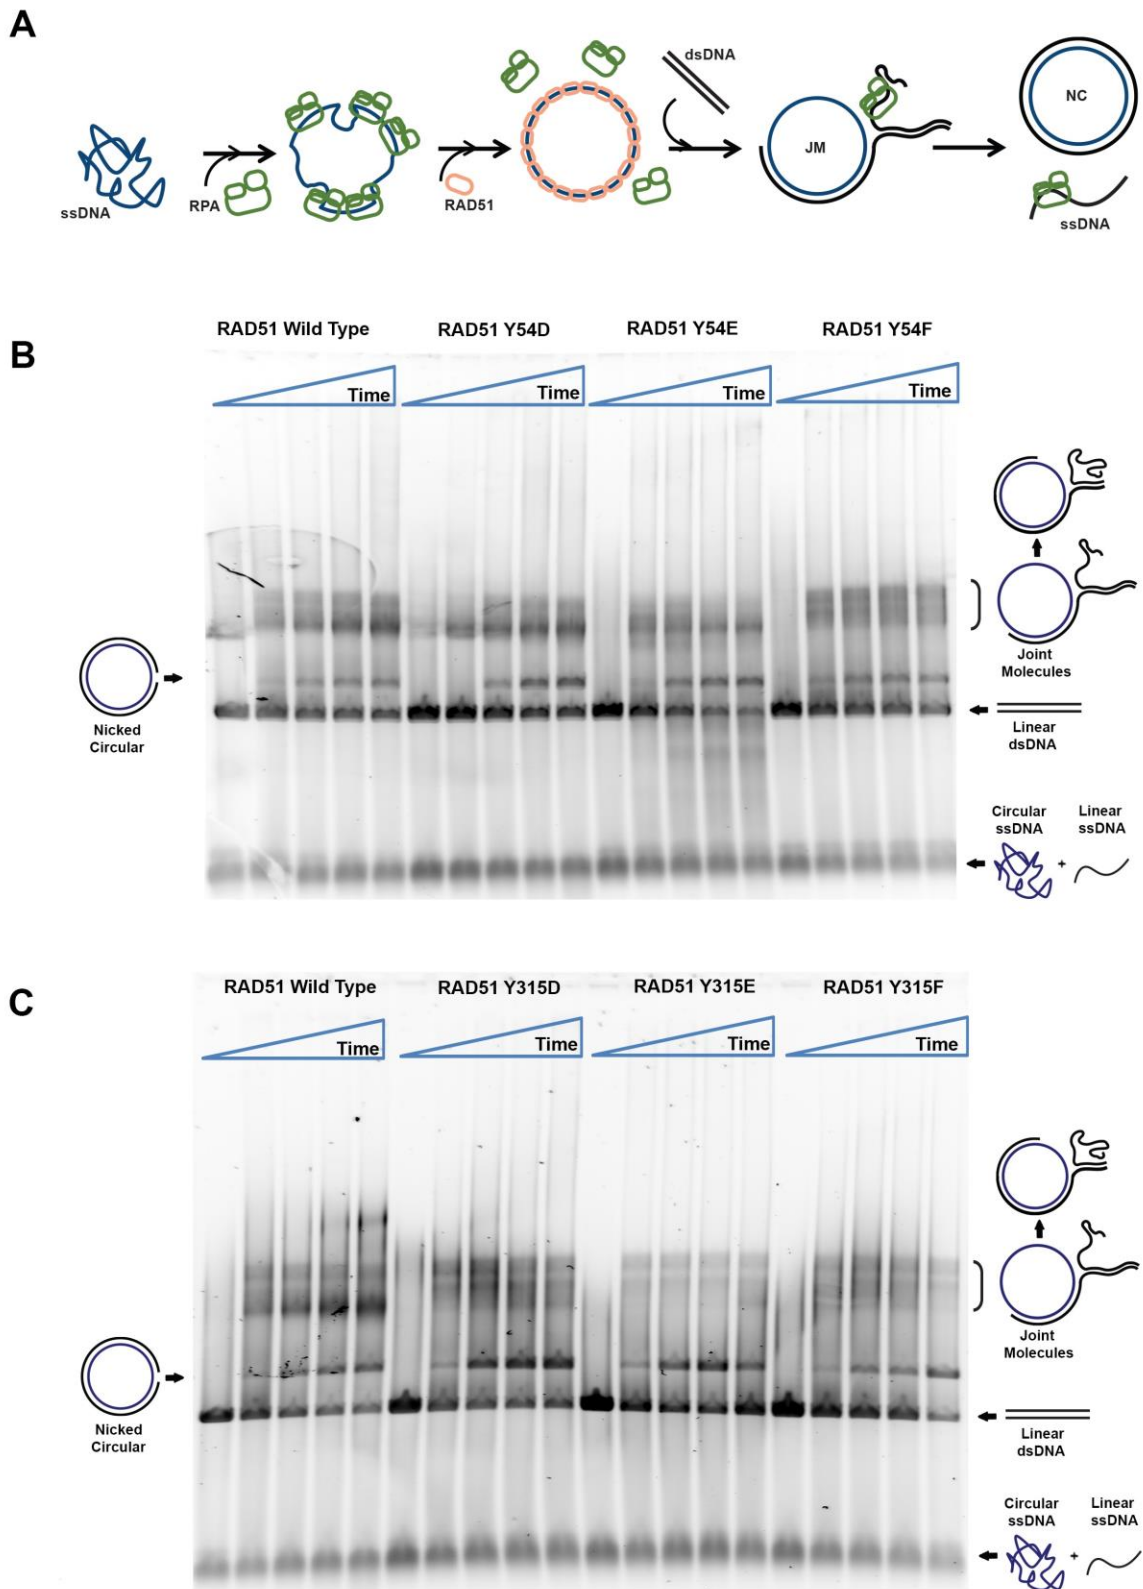 A
ssDNA
RPA
RAD51
dsDNA
JM
NC
ssDNA
B
RAD51 Wild Type
RAD51 Y54D
RAD51 Y54E
RAD51 Y54F
Time
Time
Time
Time
Nicked
Circular
Joint
Molecules
Linear
dsDNA
Circular
ssDNA
+
Linear
ssDNA
C
RAD51 Wild Type
RAD51 Y315D
RAD51 Y315E
RAD51 Y315F
Time
Time
Time
Time
Nicked
Circular
Joint
Molecules
Linear
dsDNA
Circular
ssDNA
+
Linear
ssDNA